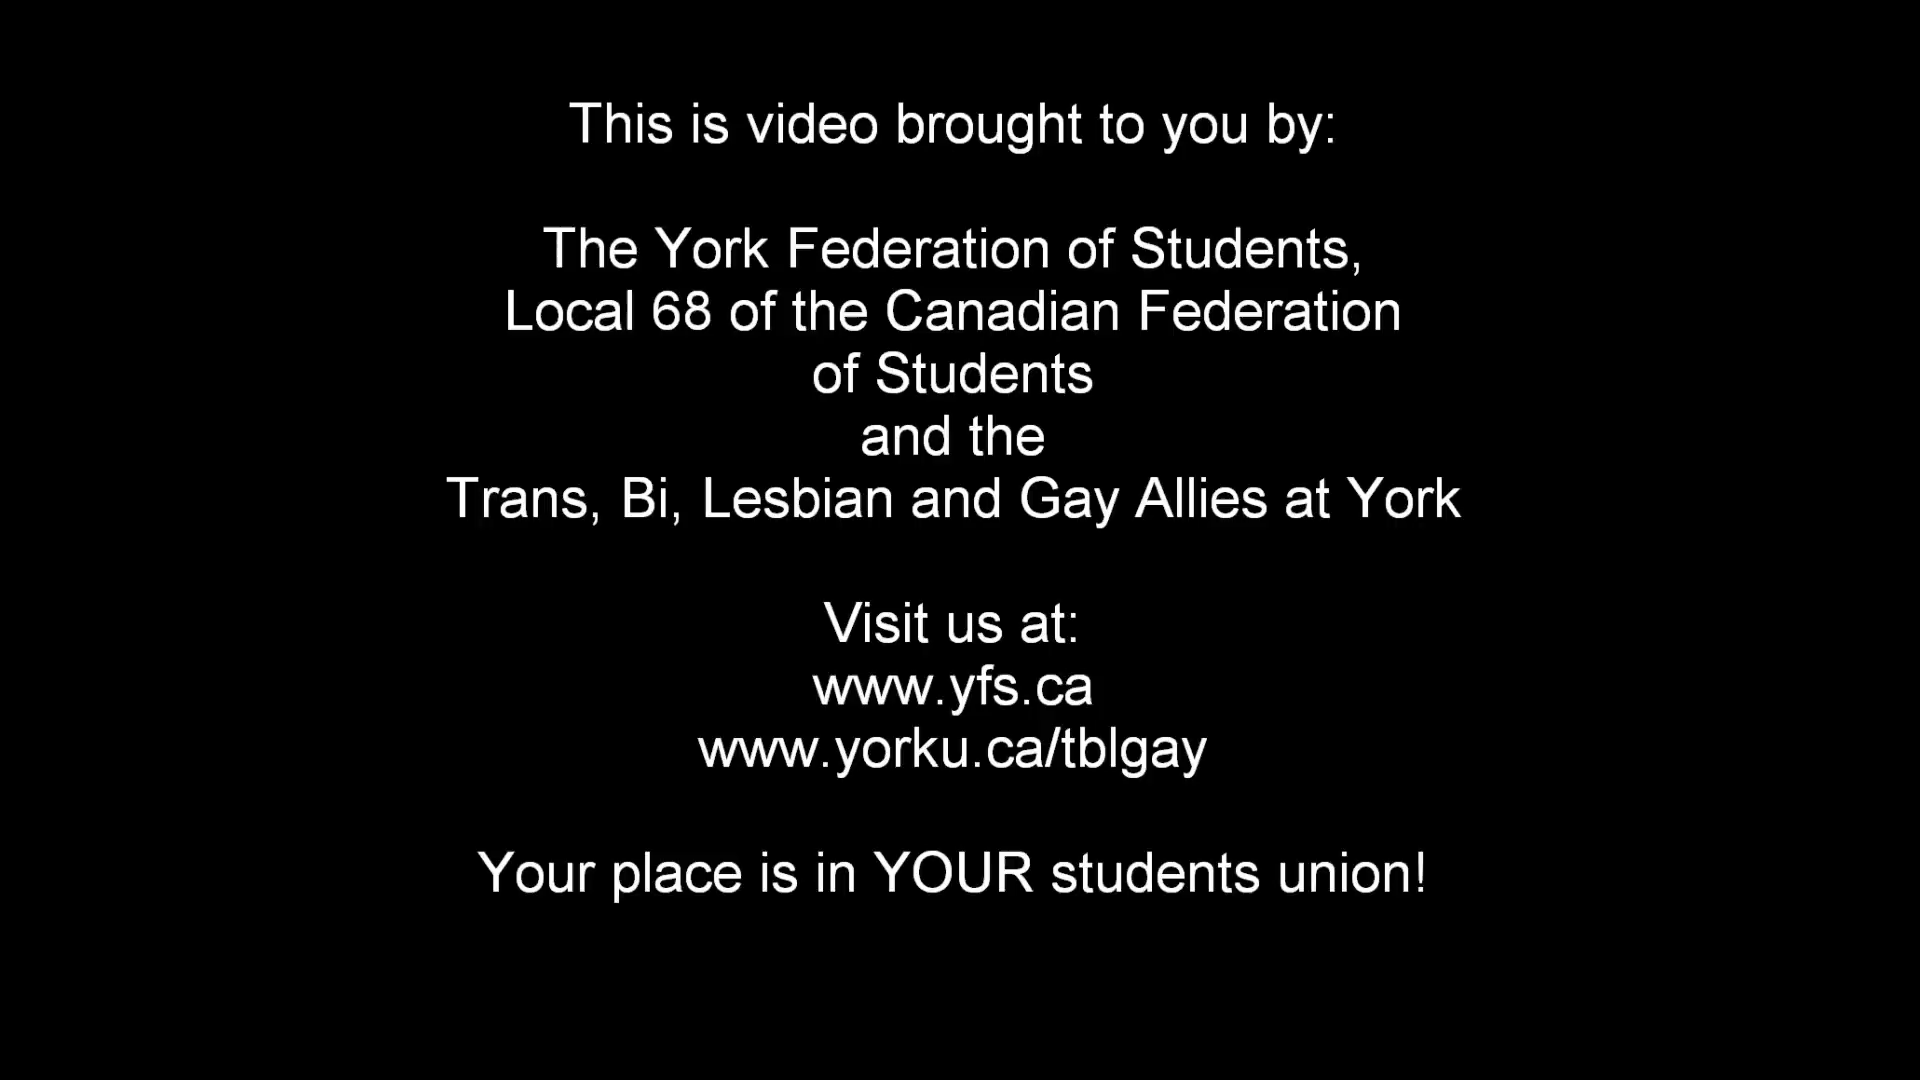 This is video brought to you by:
The York Federation of Students,
Local 68 of the Canadian Federation
of Students
and the
Trans, Bi, Lesbian and Gay Allies at York
Visit us at:
www.yfs.ca
www.yorku.ca/tblgay
Your place is in YOUR students union!